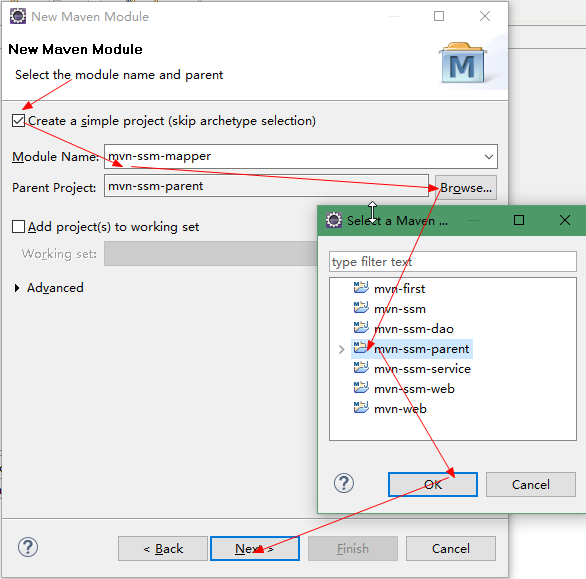 New Maven Module
New Maven Module
Select the module name and parent
Create a simple project (skip archetype selection)
Module Name: mvn-ssm-mapper
Parent Project: mvn-ssm-parent Browse...
Add project(s) to working set
Working set:
Advanced
Select a Maven ...
type filter text
mvn-first
mvn-ssm
mvn-ssm-dao
mvn-ssm-parent
mvn-ssm-service
mvn-ssm-web
mvn-web
OK Cancel
< Back Next > Finish Cancel